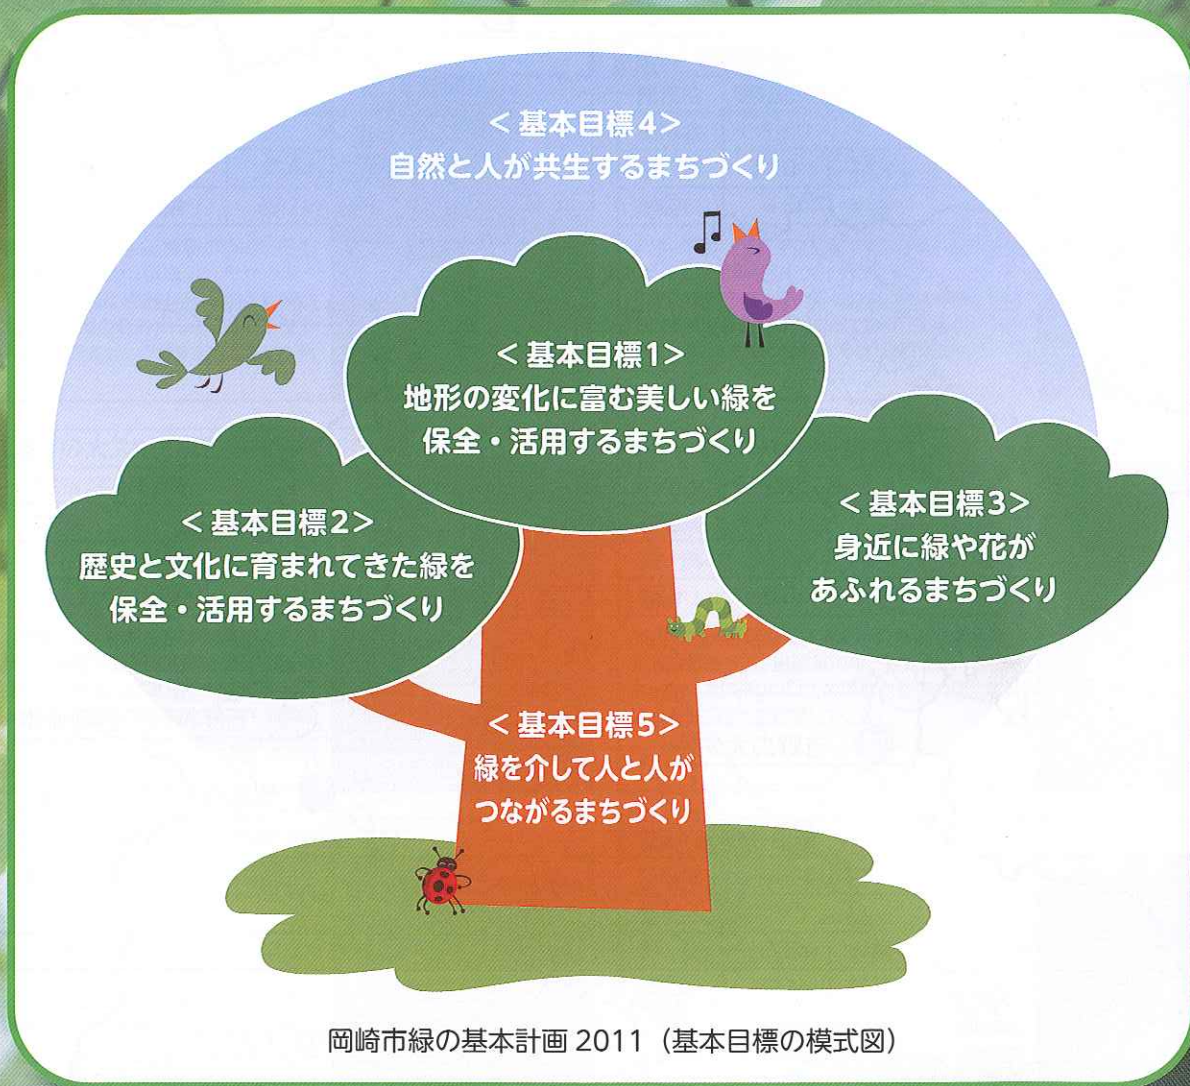 <基本目標4>
自然と人が共生するまちづくり
<基本目標1>
地形の変化に富む美しい緑を
保全・活用するまちづくり
<基本目標2>
歴史と文化に育まれてきた緑を
保全・活用するまちづくり
<基本目標3>
身近に緑や花が
あふれるまちづくり
<基本目標5>
緑を介して人と人が
つながるまちづくり
岡崎市緑の基本計画 2011（基本目標の模式図）